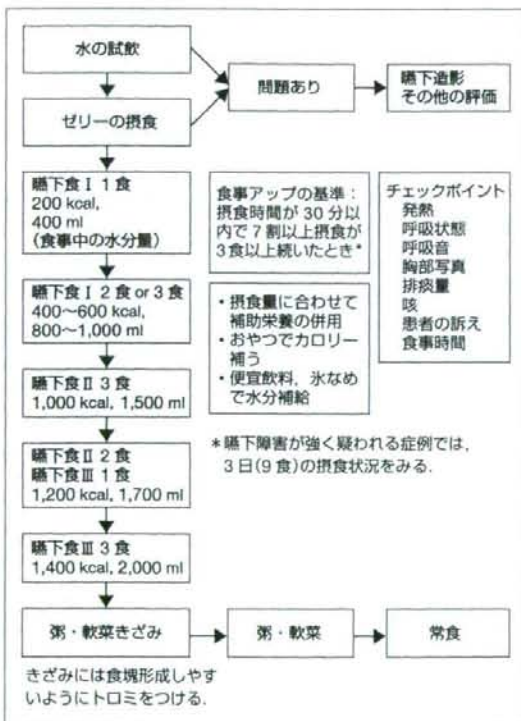 水の試飲
問題あり
嚥下造影
その他の評価
ゼリーの摂食
嚥下食Ⅰ 1食
200 kcal,
400 ml
(食事中の水分量)
食事アップの基準：
摂食時間が 30 分以
内で 7 割以上摂食が
3 食以上続いたとき*
チェックポイント
発熱
呼吸状態
呼吸音
胸部写真
排痰量
咳
患者の訴え
食事時間
嚥下食Ⅰ 2食 or 3食
400～600 kcal,
800～1,000 ml
・摂食量に合わせて
補助栄養の併用
・おやつでカロリー
補う
・便宜飲料，氷なめ
で水分補給
嚥下食Ⅱ 3食
1,000 kcal, 1,500 ml
嚥下食Ⅱ 2食
嚥下食Ⅲ 1食
1,200 kcal, 1,700 ml
*嚥下障害が強く疑われる症例では，
3 日(9 食)の摂食状況をみる．
嚥下食Ⅲ 3食
1,400 kcal, 2,000 ml
粥・軟菜きざみ
粥・軟菜
常食
きざみには食塊形成しやす
いようにトロミをつける．